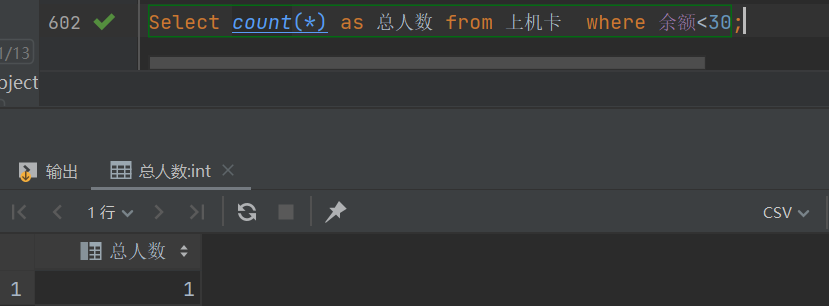 602 Select count(*) as 总人数 from 上机卡 where 余额<30;
1/13
bject
输出 总人数:int
1 行 CSV
总人数
1 1